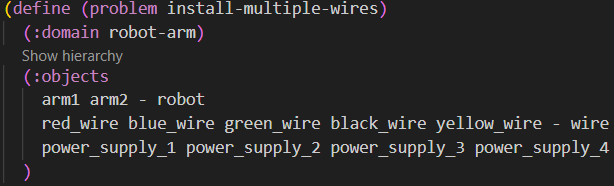 (define (problem install-multiple-wires)
(:domain robot-arm)
Show hierarchy
(:objects
arm1 arm2 - robot
red_wire blue_wire green_wire black_wire yellow_wire - wire
power_supply_1 power_supply_2 power_supply_3 power_supply_4
)